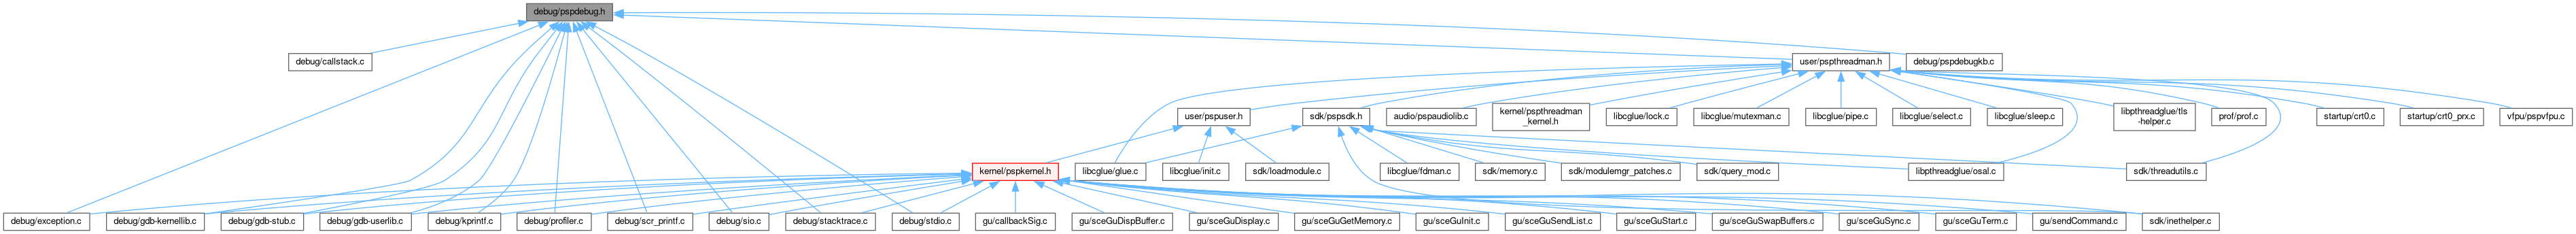 debug/pspdebug.h
debug/callstack.c
user/pspthreadman.h
debug/pspdebugkb.c
user/pspuser.h
sdk/pspsdk.h
audio/pspaudiolib.c
kernel/pspthreadman
_kernel.h
libcglue/lock.c
libcglue/mutexman.c
libcglue/pipe.c
libcglue/select.c
libcglue/sleep.c
libpthreadglue/tls
-helper.c
prof/prof.c
startup/crt0.c
startup/crt0_prx.c
vfpu/pspvfpu.c
kernel/pspkernel.h
libcglue/glue.c
libcglue/init.c
sdk/loadmodule.c
libcglue/fdman.c
sdk/memory.c
sdk/modulemgr_patches.c
sdk/query_mod.c
libpthreadglue/osal.c
sdk/threadutils.c
debug/exception.c
debug/gdb-kernellib.c
debug/gdb-stub.c
debug/gdb-userlib.c
debug/kprintf.c
debug/profiler.c
debug/scr_printf.c
debug/sio.c
debug/stacktrace.c
debug/stdio.c
gu/callbackSig.c
gu/sceGuDispBuffer.c
gu/sceGuDisplay.c
gu/sceGuGetMemory.c
gu/sceGuInit.c
gu/sceGuSendList.c
gu/sceGuStart.c
gu/sceGuSwapBuffers.c
gu/sceGuSync.c
gu/sceGuTerm.c
gu/sendCommand.c
sdk/inethelper.c